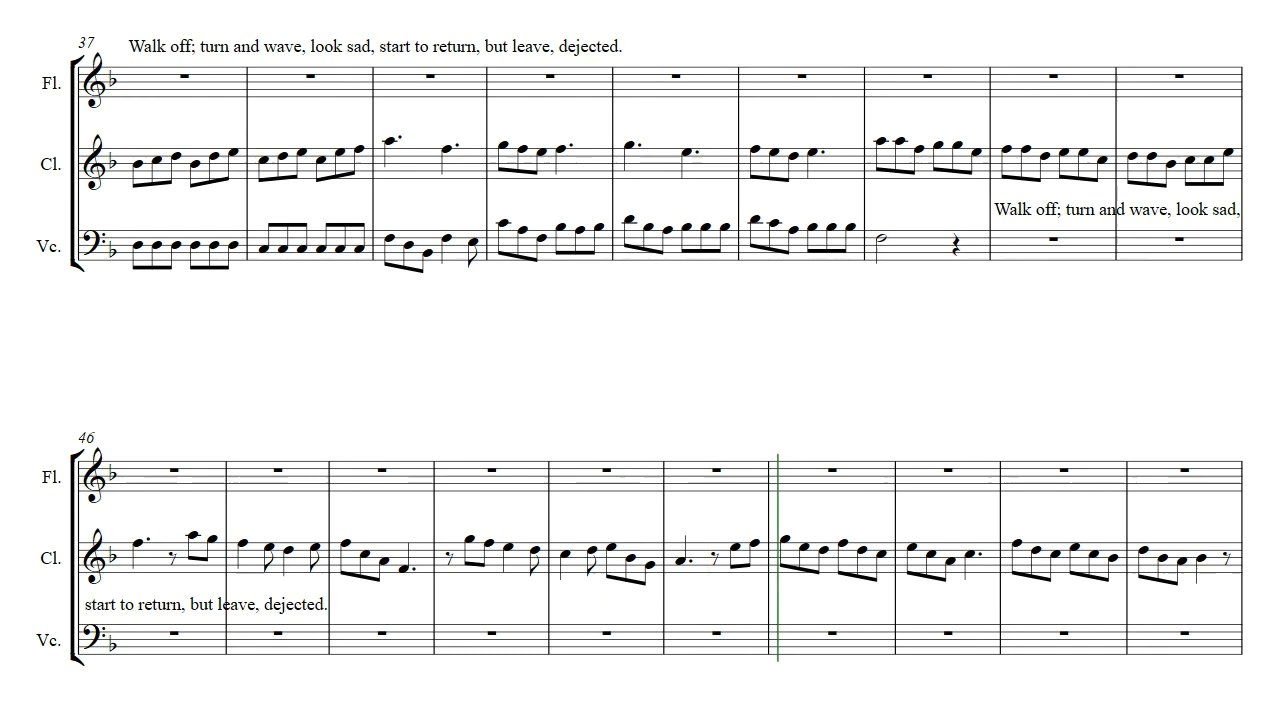 37
Walk off; turn and wave, look sad, start to return, but leave, dejected.
Fl.
Cl.
Walk off; turn and wave, look sad,
Vc.
46
Fl.
Cl.
start to return, but leave, dejected.
Vc.